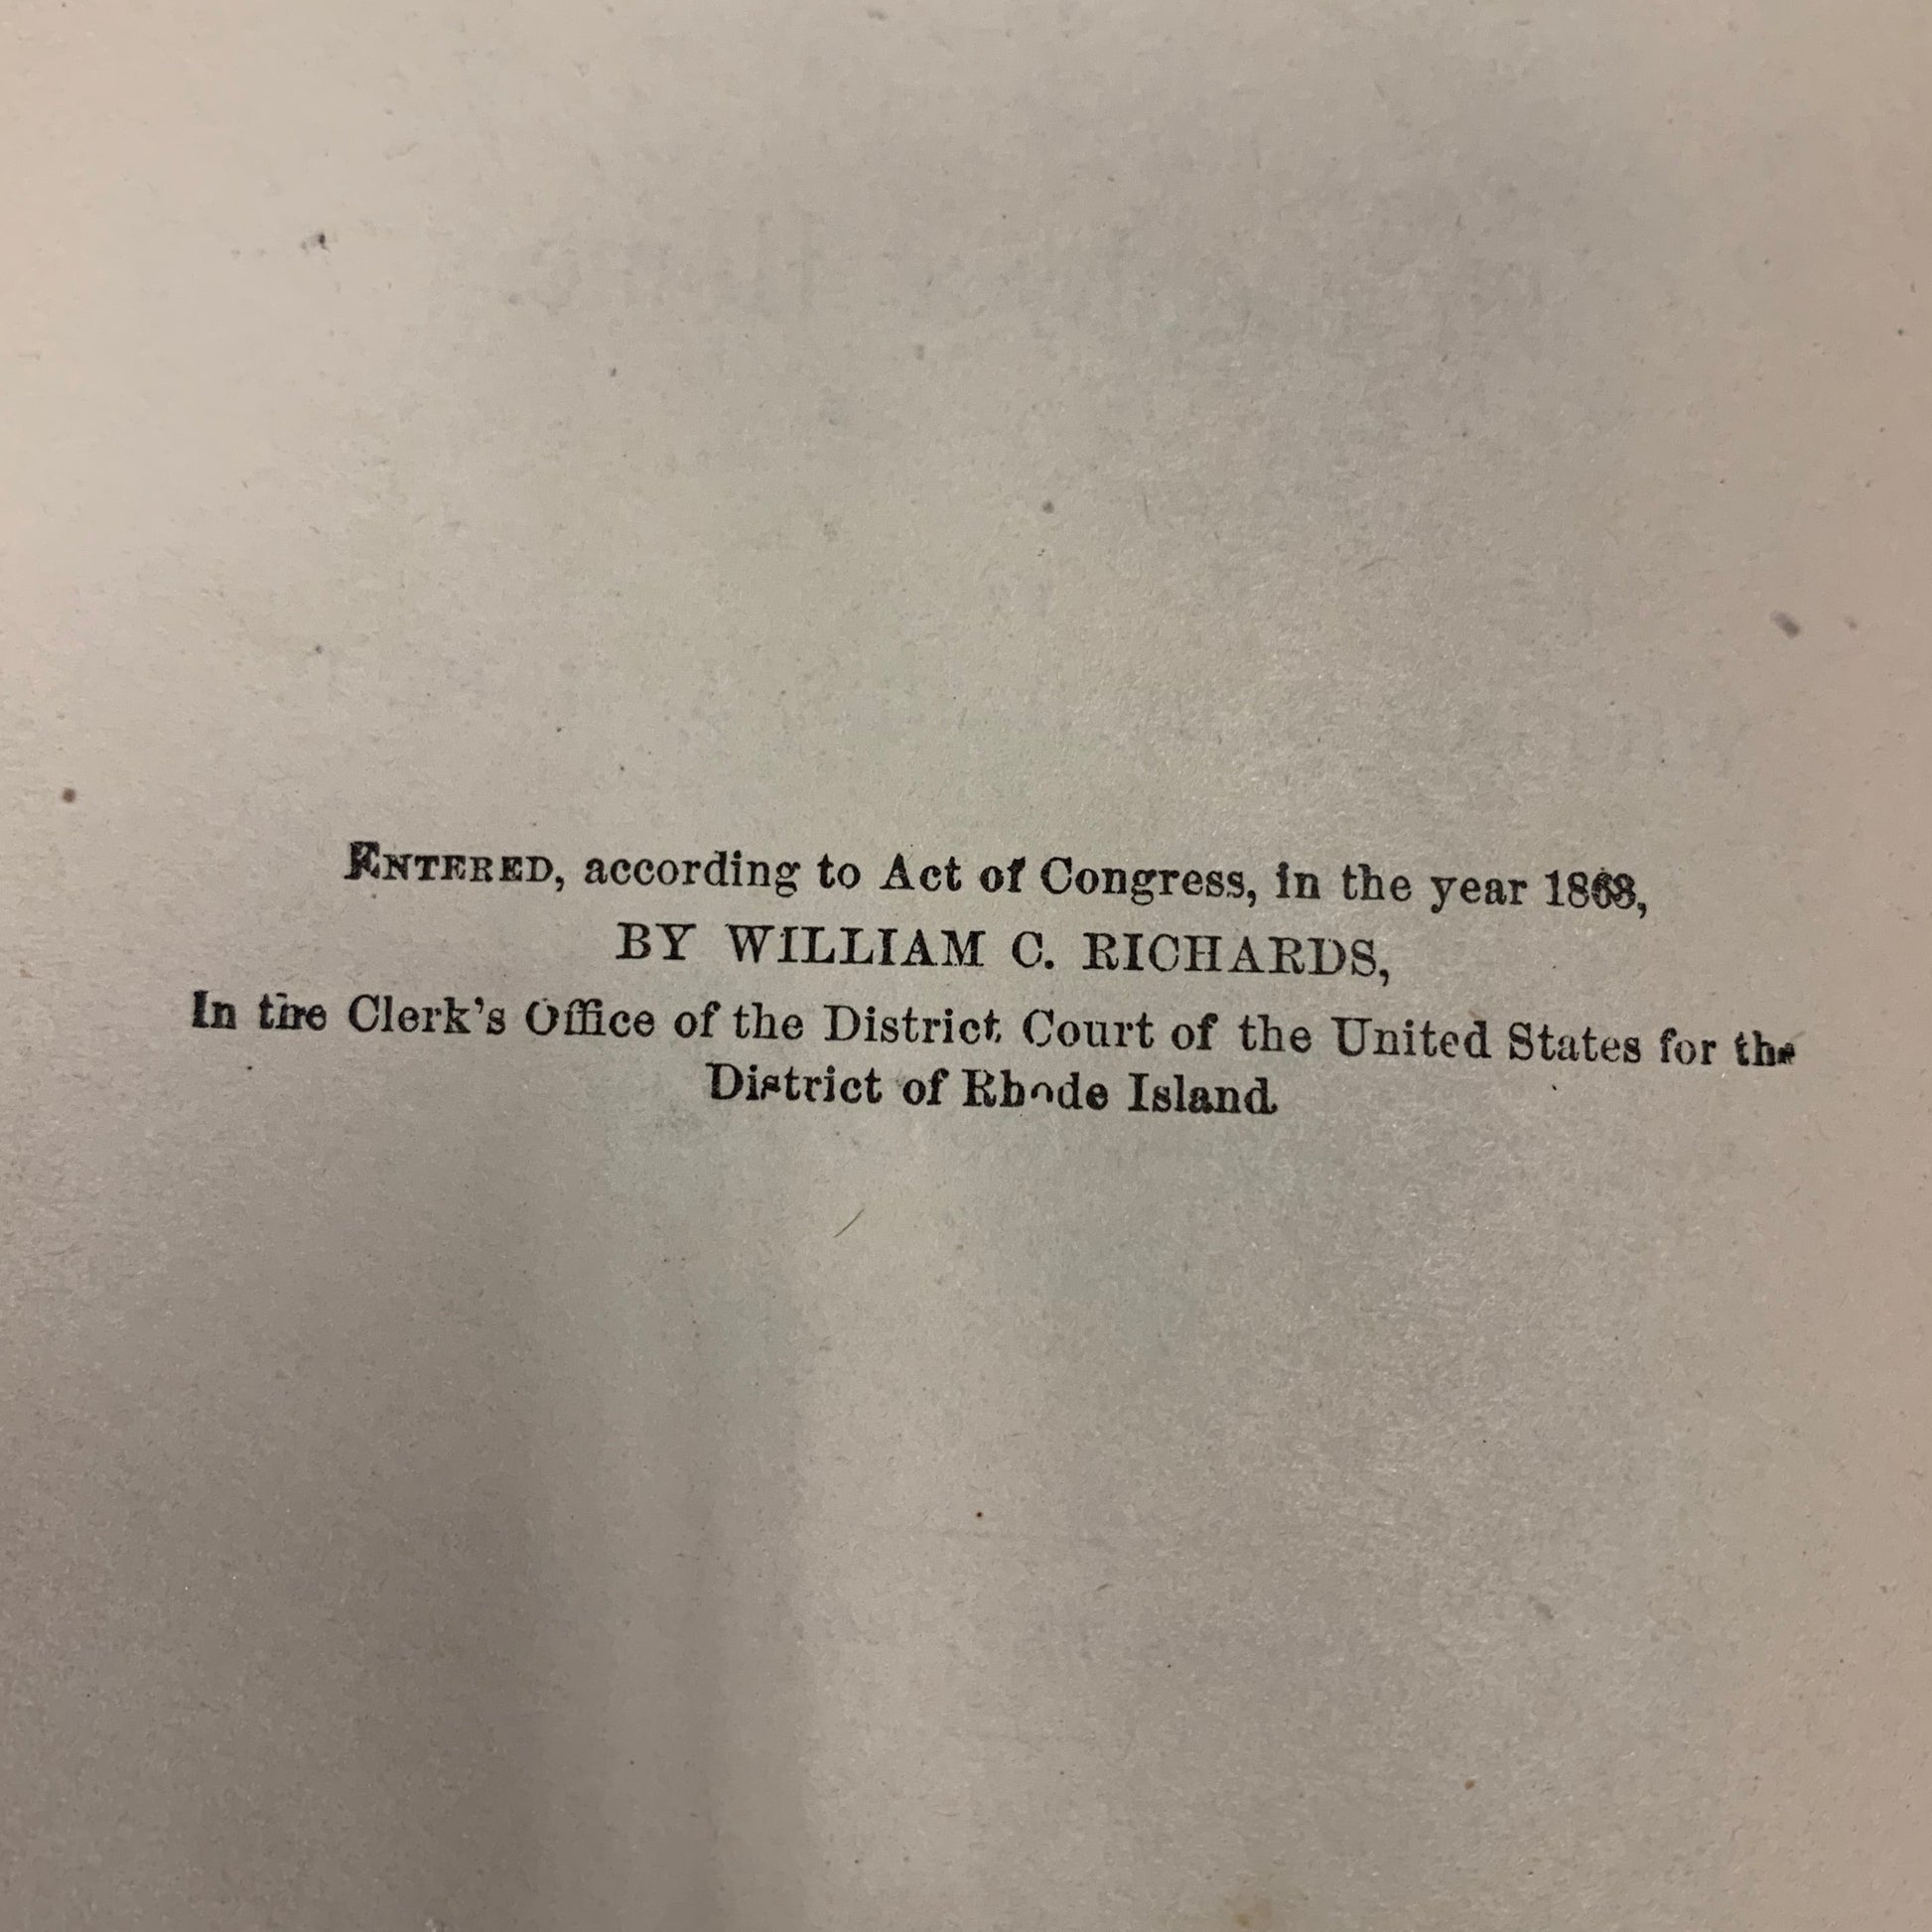 ENTERED, according to Act of Congress, in the year 1863,
BY WILLIAM C. RICHARDS,
In the Clerk's Office of the District Court of the United States for the
District of Rhode Island.